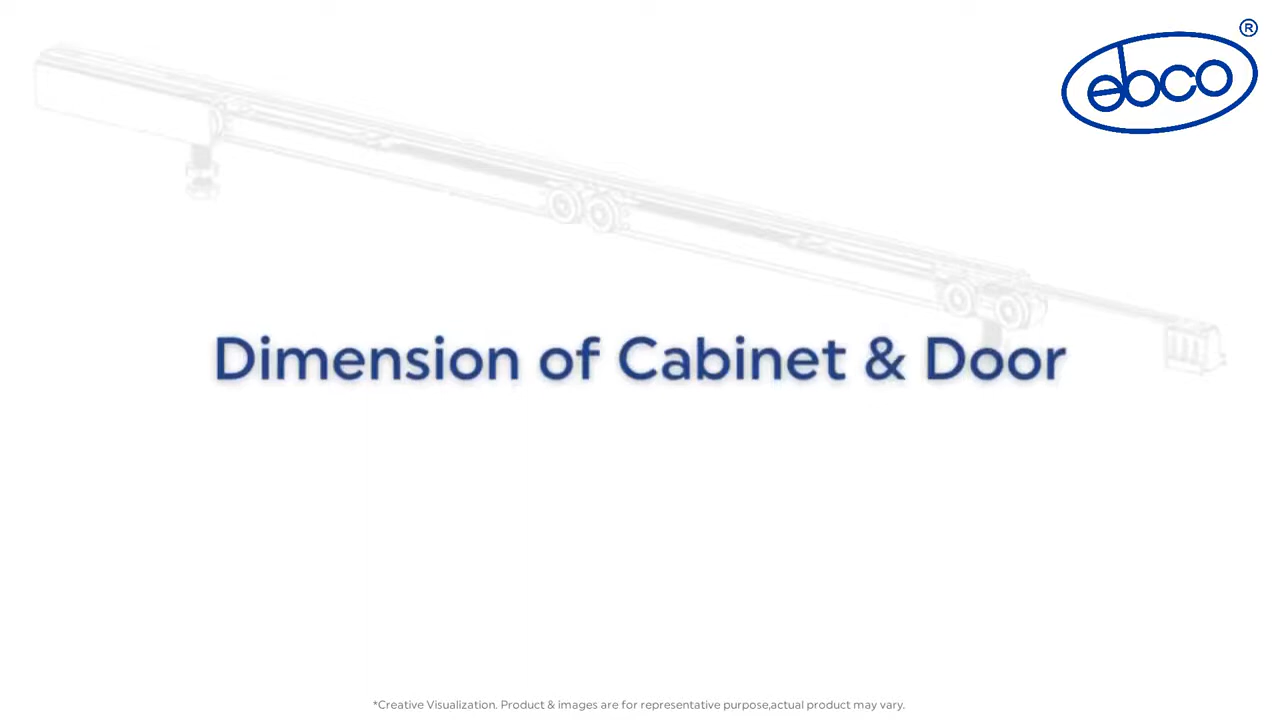 ebco®
Dimension of Cabinet & Door
*Creative Visualization. Product & images are for representative purpose,actual product may vary.